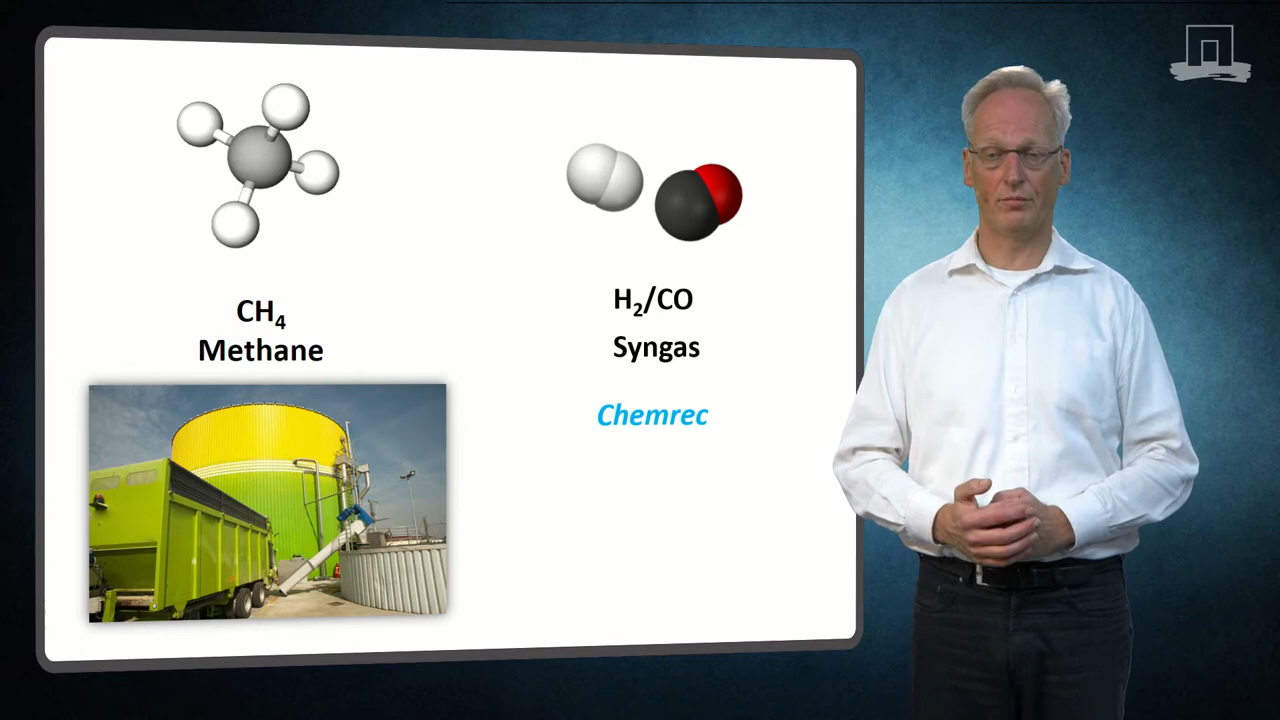 CH₄
Methane
H₂/CO
Syngas
Chemrec